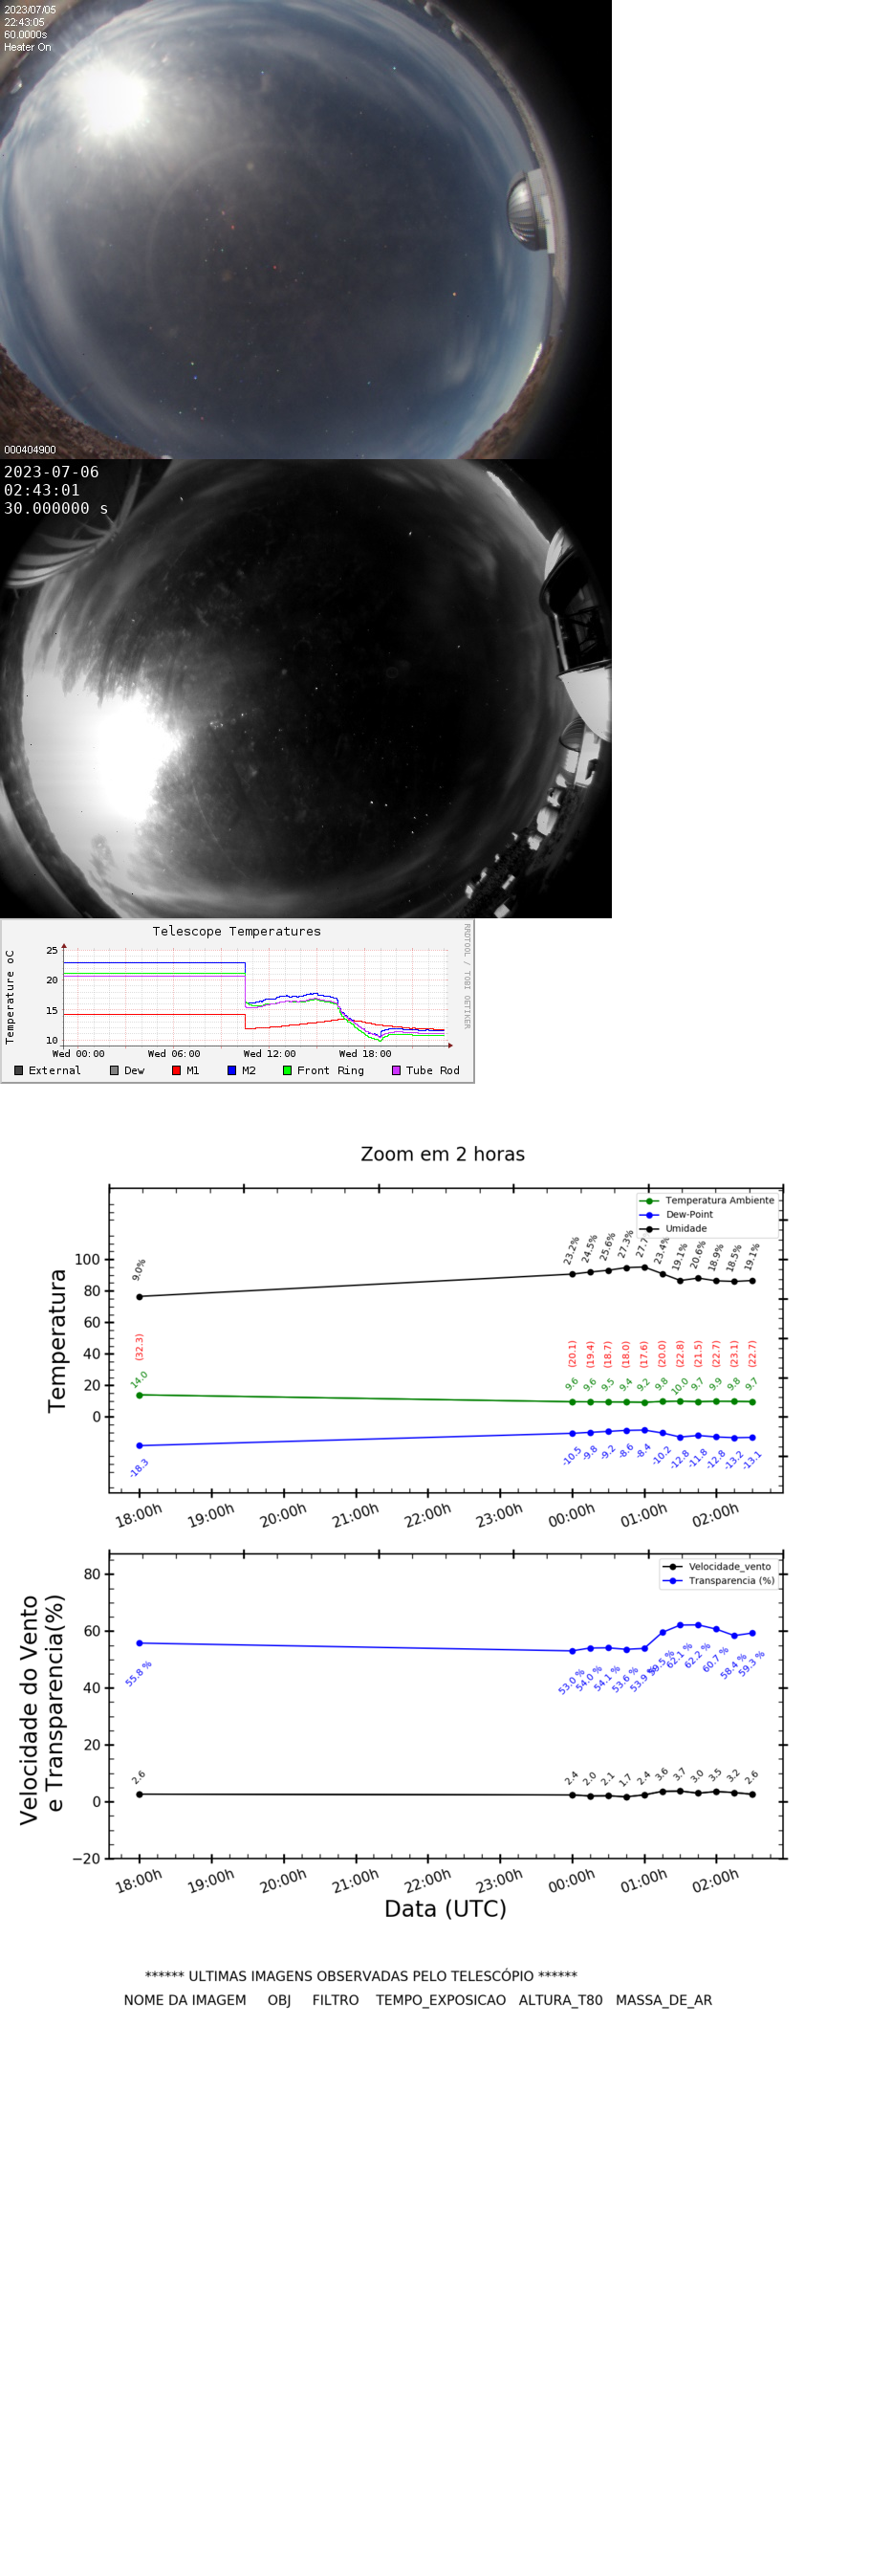 2023/07/05
22:43:05
60.0000s
Heater On
000404900
2023-07-06
02:43:01
30.000000 s
Telescope Temperatures
RRDTOOL / TOBI OETIKER
Temperature oC
25
20
15
10
Wed 00:00 Wed 06:00 Wed 12:00 Wed 18:00
External Dew M1 M2 Front Ring Tube Rod
Zoom em 2 horas
Temperatura Ambiente
Dew-Point
Umidade
Temperatura
100
80
60
40
20
0
9.0% 23.2% 24.5% 25.6% 27.3% 27.7 23.4% 19.1% 20.6% 18.9% 18.5% 19.1%
(32.3) (20.1) (19.4) (18.7) (18.0) (17.6) (20.0) (22.8) (21.5) (22.7) (23.1) (22.7)
14.0 9.6 9.6 9.5 9.4 9.2 9.8 10.0 9.7 9.9 9.8 9.7
-18.3 -10.5 -9.8 -9.2 -8.6 -8.4 -10.2 -12.8 -11.8 -12.8 -13.2 -13.1
18:00h 19:00h 20:00h 21:00h 22:00h 23:00h 00:00h 01:00h 02:00h
Velocidade_vento
Transparencia (%)
Velocidade do Vento
e Transparencia(%)
80
60
40
20
0
−20
55.8 % 53.0 % 54.0 % 54.1 % 53.6 % 53.9 % 59.5 % 62.1 % 62.2 % 60.7 % 58.4 % 59.3 %
2.6 2.4 2.0 2.1 1.7 2.4 3.6 3.7 3.0 3.5 3.2 2.6
18:00h 19:00h 20:00h 21:00h 22:00h 23:00h 00:00h 01:00h 02:00h
Data (UTC)
****** ULTIMAS IMAGENS OBSERVADAS PELO TELESCÓPIO ******
NOME DA IMAGEM OBJ FILTRO TEMPO_EXPOSICAO ALTURA_T80 MASSA_DE_AR